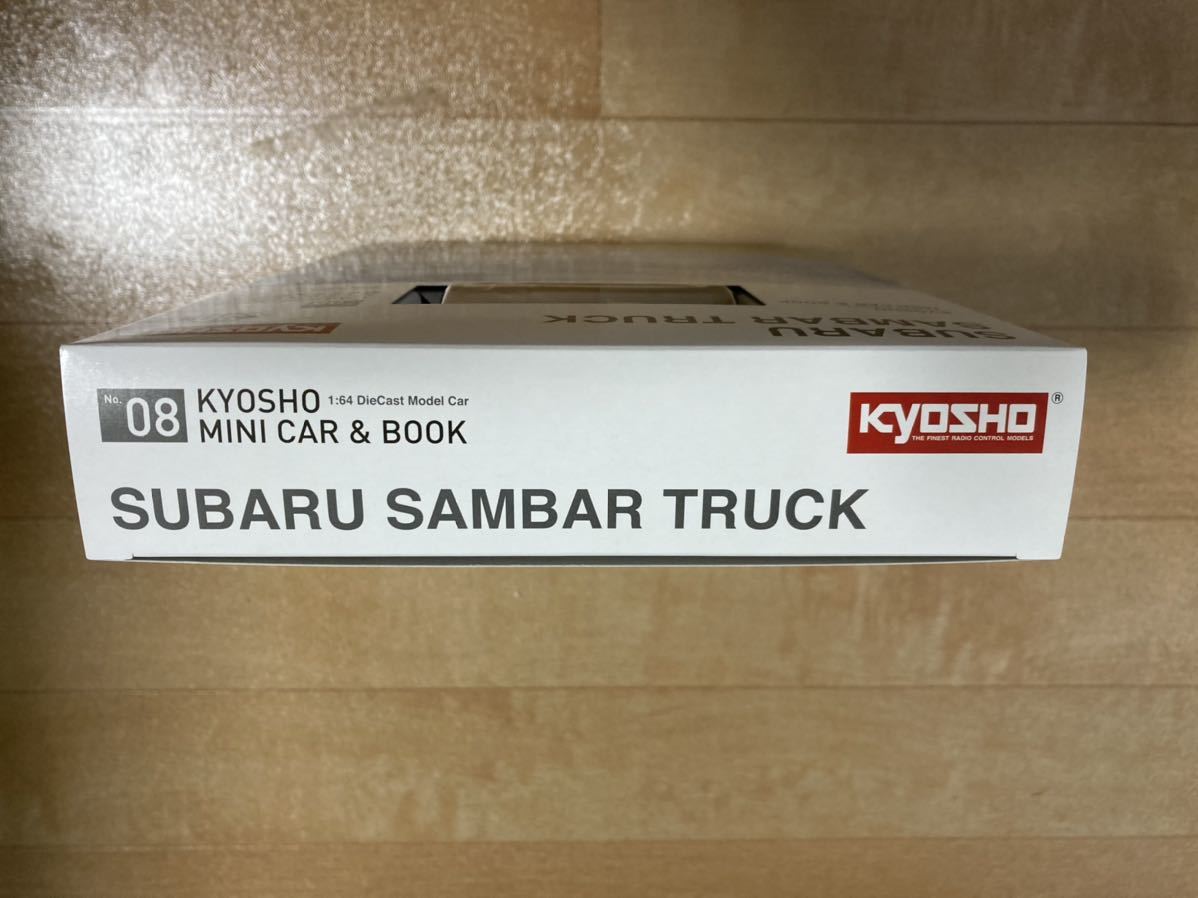 KYOSHO
SUBARU
SAMBAR TRUCK
No. 08
KYOSHO 1:64 DieCast Model Car
MINI CAR & BOOK
KYOSHO ®
THE FINEST RADIO CONTROL MODELS
SUBARU SAMBAR TRUCK